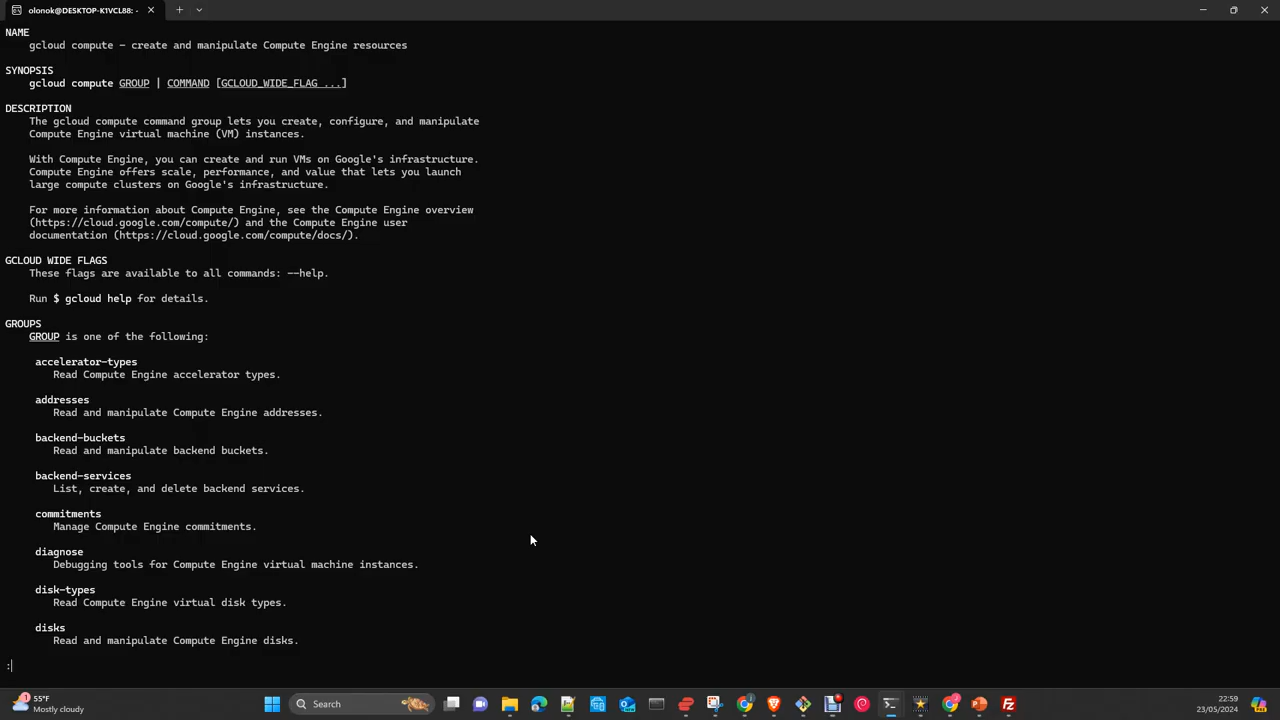 olonok@DESKTOP-K1VCL88: -
NAME
gcloud compute - create and manipulate Compute Engine resources
SYNOPSIS
gcloud compute GROUP | COMMAND [GCLOUD_WIDE_FLAG ...]
DESCRIPTION
The gcloud compute command group lets you create, configure, and manipulate
Compute Engine virtual machine (VM) instances.
With Compute Engine, you can create and run VMs on Google's infrastructure.
Compute Engine offers scale, performance, and value that lets you launch
large compute clusters on Google's infrastructure.
For more information about Compute Engine, see the Compute Engine overview
(https://cloud.google.com/compute/) and the Compute Engine user
documentation (https://cloud.google.com/compute/docs/).
GCLOUD WIDE FLAGS
These flags are available to all commands: --help.
Run $ gcloud help for details.
GROUPS
GROUP is one of the following:
accelerator-types
Read Compute Engine accelerator types.
addresses
Read and manipulate Compute Engine addresses.
backend-buckets
Read and manipulate backend buckets.
backend-services
List, create, and delete backend services.
commitments
Manage Compute Engine commitments.
diagnose
Debugging tools for Compute Engine virtual machine instances.
disk-types
Read Compute Engine virtual disk types.
disks
Read and manipulate Compute Engine disks.
:
1
55°F
Mostly cloudy
Search
22:59
23/05/2024